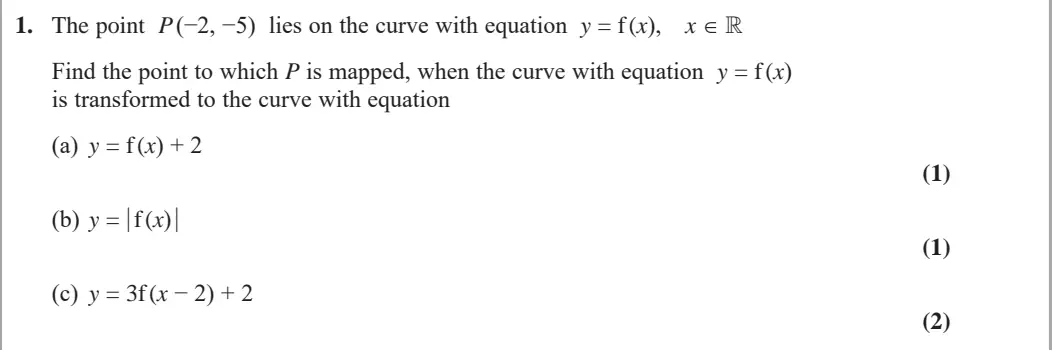 1. The point P(−2, −5) lies on the curve with equation y = f(x), x ∈ ℝ
Find the point to which P is mapped, when the curve with equation y = f(x)
is transformed to the curve with equation
(a) y = f(x) + 2
(1)
(b) y = |f(x)|
(1)
(c) y = 3f(x − 2) + 2
(2)